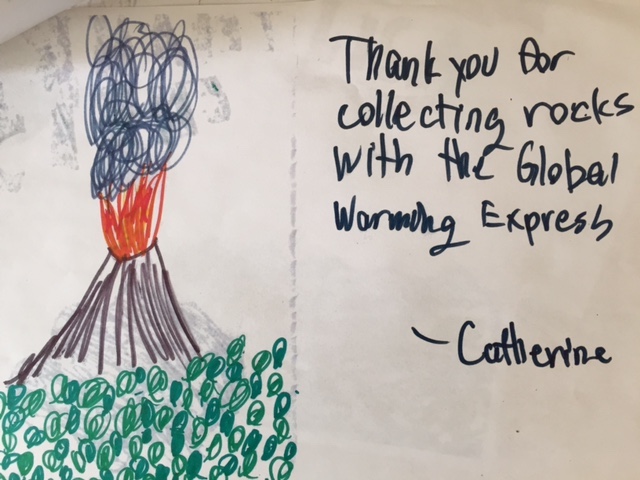 Thank you for
collecting rocks
with the Global
Warming Express
- Catherine